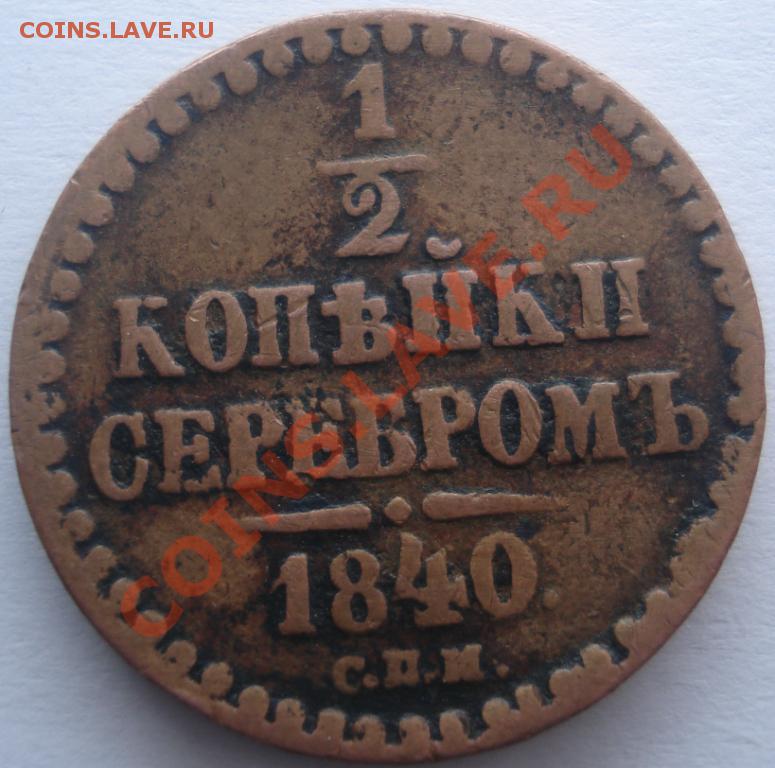 COINS.LAVE.RU
1
2
КОПѢЙКИ
СЕРЕБРОМЪ
1840.
С.П.М.
COINS.LAVE.RU